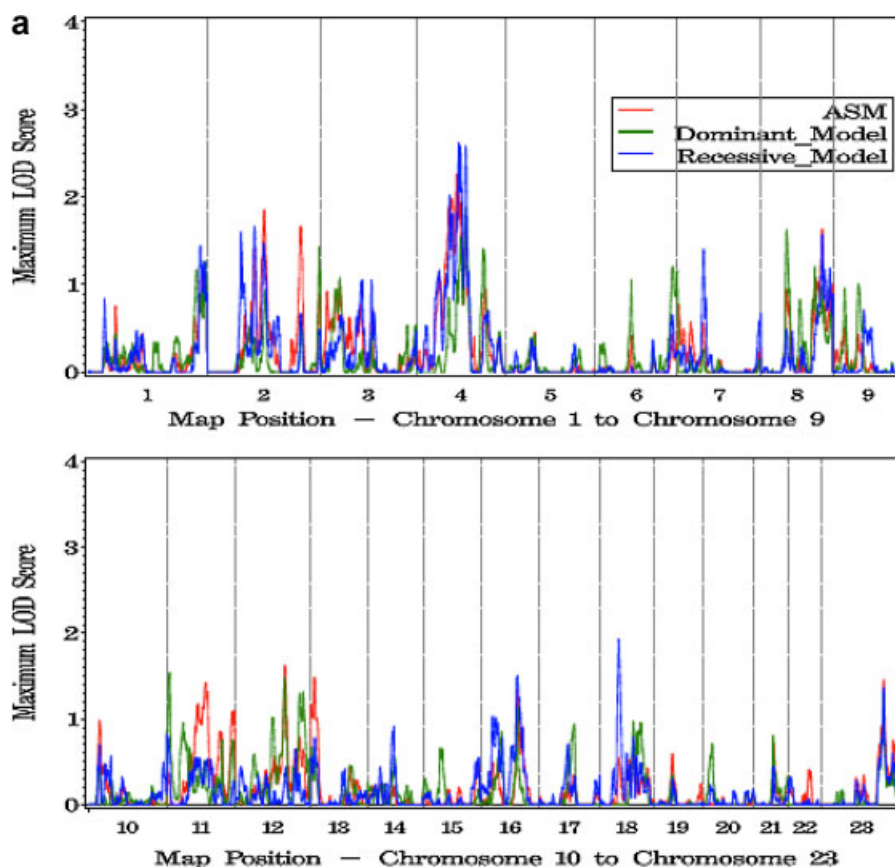 a
4
3
2
1
0
Maximum LOD Score
ASM
Dominant_Model
Recessive_Model
1 2 3 4 5 6 7 8 9
Map Position — Chromosome 1 to Chromosome 9
4
3
2
1
0
Maximum LOD Score
10 11 12 13 14 15 16 17 18 19 20 21 22 23
Map Position — Chromosome 10 to Chromosome 23